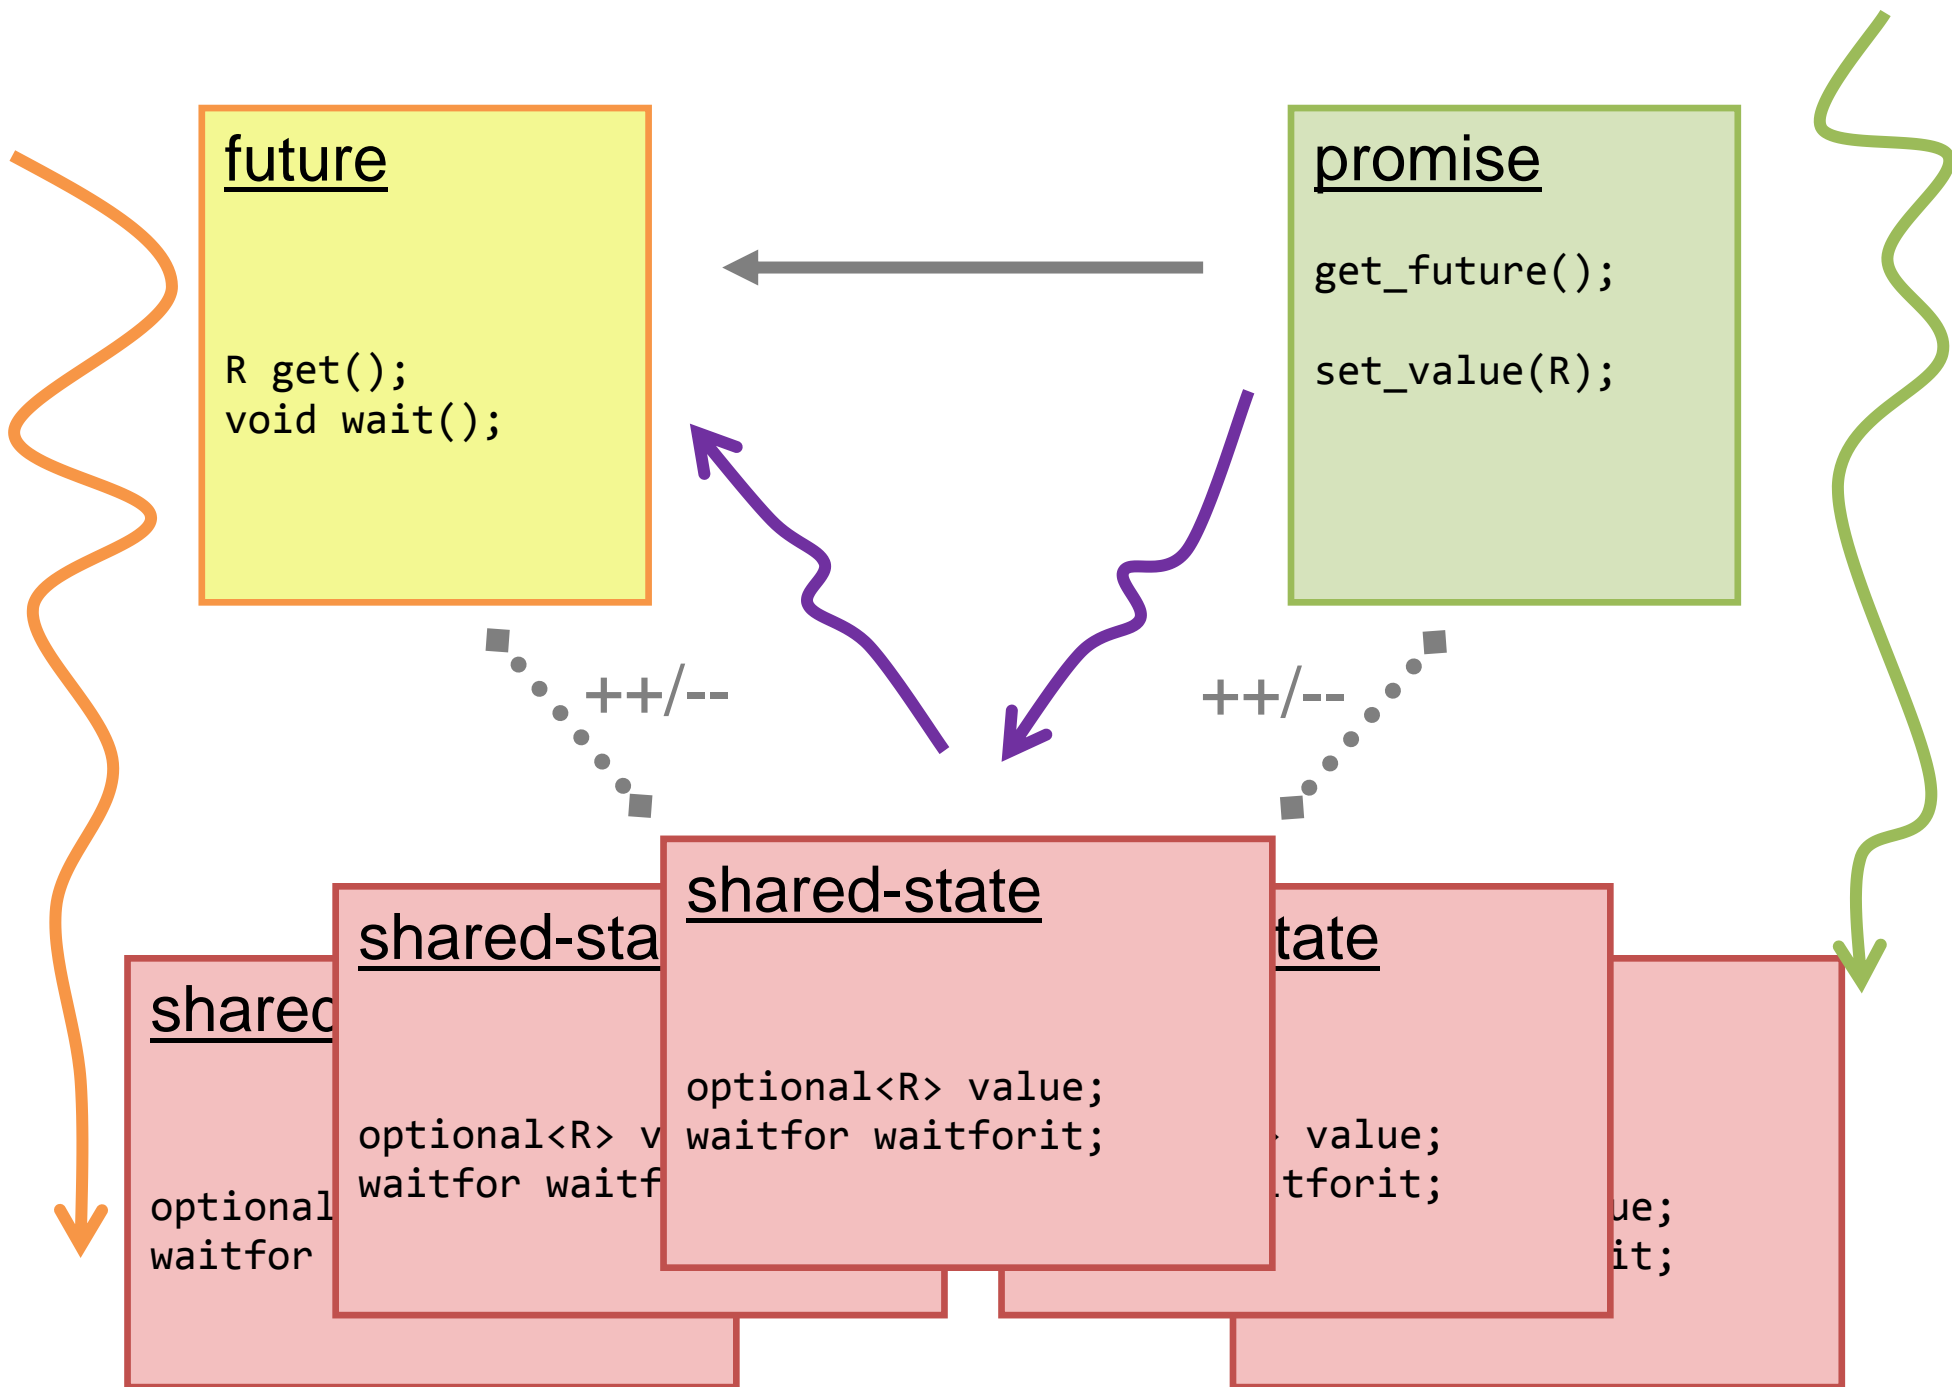 future
R get();
void wait();
promise
get_future();
set_value(R);
++/--
++/--
shared-state
optional<R> value;
waitfor waitforit;
shared-sta
optional<R> v
waitfor waitf
tate
> value;
tforit;
shared
optional
waitfor
ue;
it;